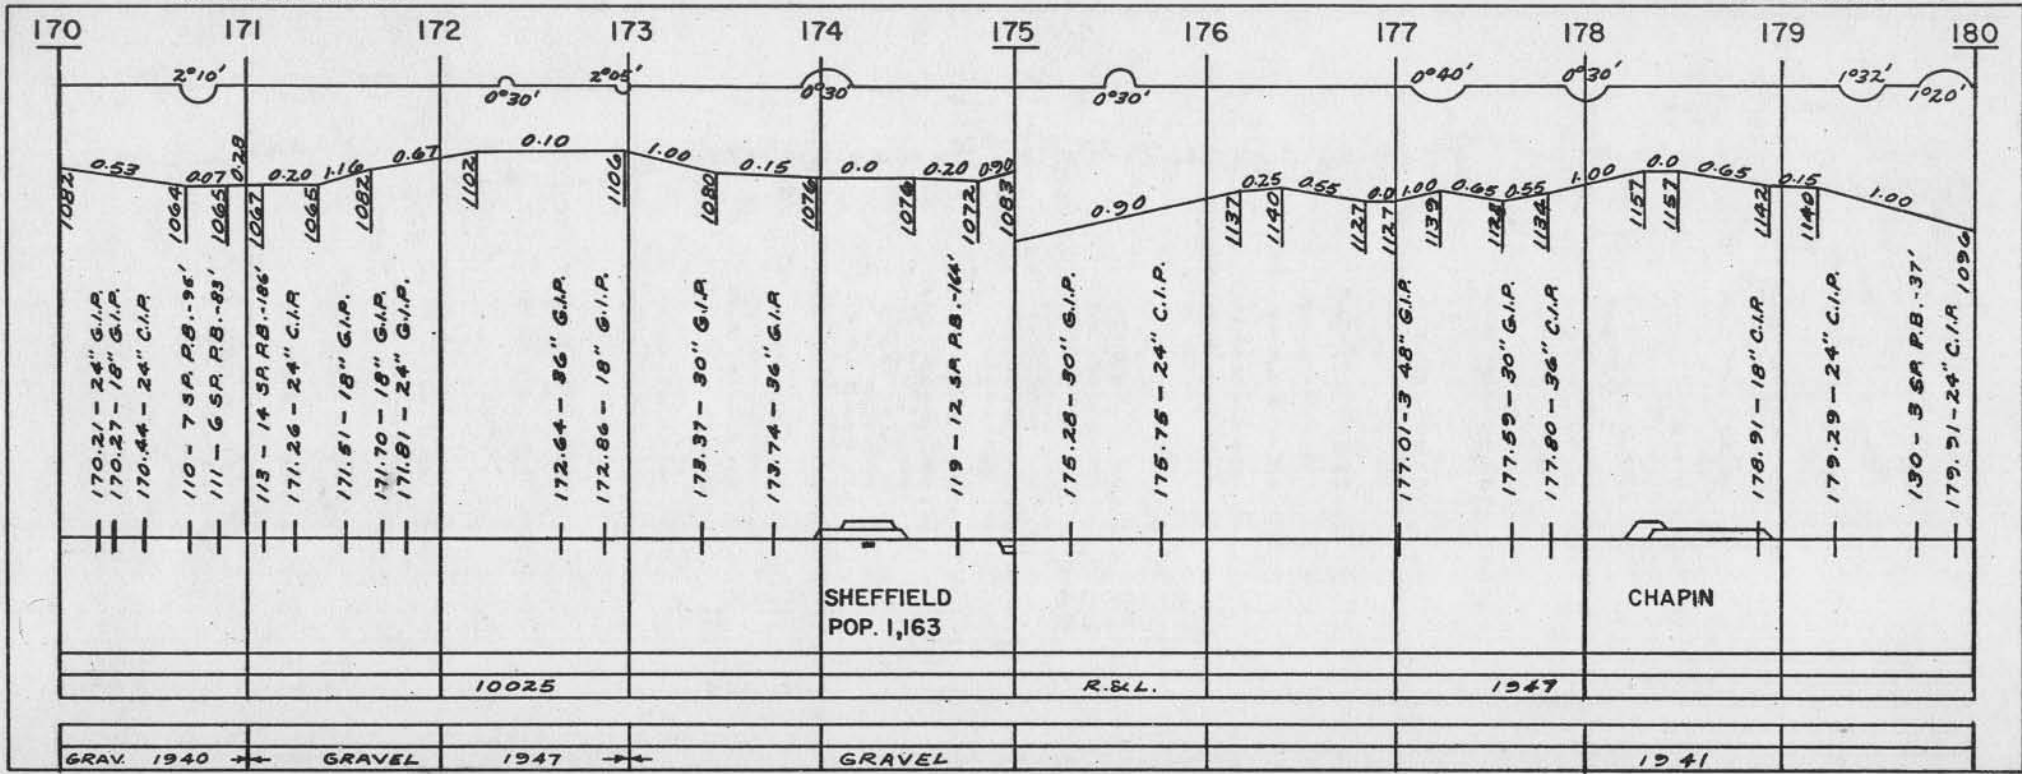 170 171 172 173 174 175 176 177 178 179 180
2°10' 0°30' 2°05' 0°30' 0°30' 0°40' 0°30' 1°32' 1°20'
0.53 0.07 0.28 0.20 1.16 0.67 0.10 1.00 0.15 0.0 0.20 0.90 0.90 0.25 0.55 0.0 1.00 0.65 0.55 1.00 0.0 0.65 0.15 1.00
1082 1064 1065 1067 1065 1082 1102 1106 1080 1076 1076 1072 1083 1137 1140 1127 1127 1139 1128 1134 1157 1157 1142 1140 1096
170.21 - 24" G.I.P.
170.27 - 18" G.I.P.
170.44 - 24" C.I.P.
110 - 7 SP. P.B. - 96'
111 - 6 SP. P.B. - 83'
113 - 14 SP. P.B. - 186'
171.26 - 24" C.I.P.
171.51 - 18" G.I.P.
171.70 - 18" G.I.P.
171.81 - 24" G.I.P.
172.64 - 36" G.I.P.
172.86 - 18" G.I.P.
173.37 - 30" G.I.P.
173.74 - 36" G.I.P.
119 - 12 SP. P.B. - 164'
175.28 - 30" G.I.P.
175.75 - 24" C.I.P.
177.01 - 3 48" G.I.P.
177.59 - 30" G.I.P.
177.80 - 36" C.I.P.
178.91 - 18" C.I.P.
179.29 - 24" C.I.P.
130 - 3 SP. P.B. - 37'
179.91 - 24" C.I.P.
SHEFFIELD
POP. 1,163
CHAPIN
10025 R.&L. 1947
GRAV. 1940 GRAVEL 1947 GRAVEL 1941